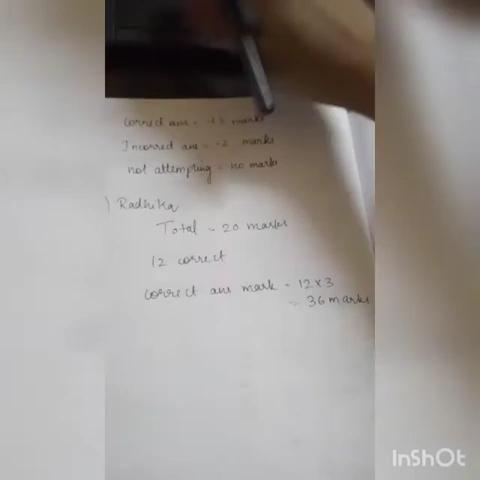 correct ans = +3 marks
Incorrect ans = -2 marks
not attempting = no marks
) Radhika
Total = 20 marks
12 correct
correct ans mark = 12 x 3
= 36 marks
InShOt